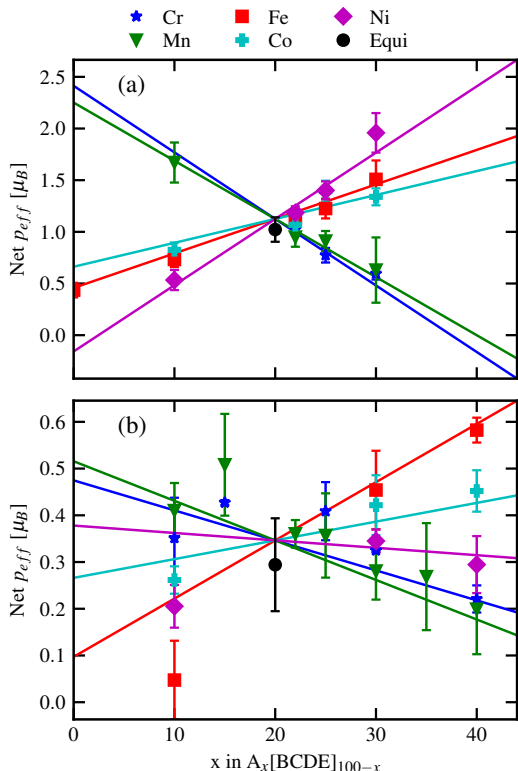 Cr Fe Ni
Mn Co Equi
(a)
2.5
2.0
1.5
1.0
0.5
0.0
Net p_eff [μ_B]
(b)
0.6
0.5
0.4
0.3
0.2
0.1
0.0
Net p_eff [μ_B]
0 10 20 30 40
x in A_x[BCDE]_{100−x}